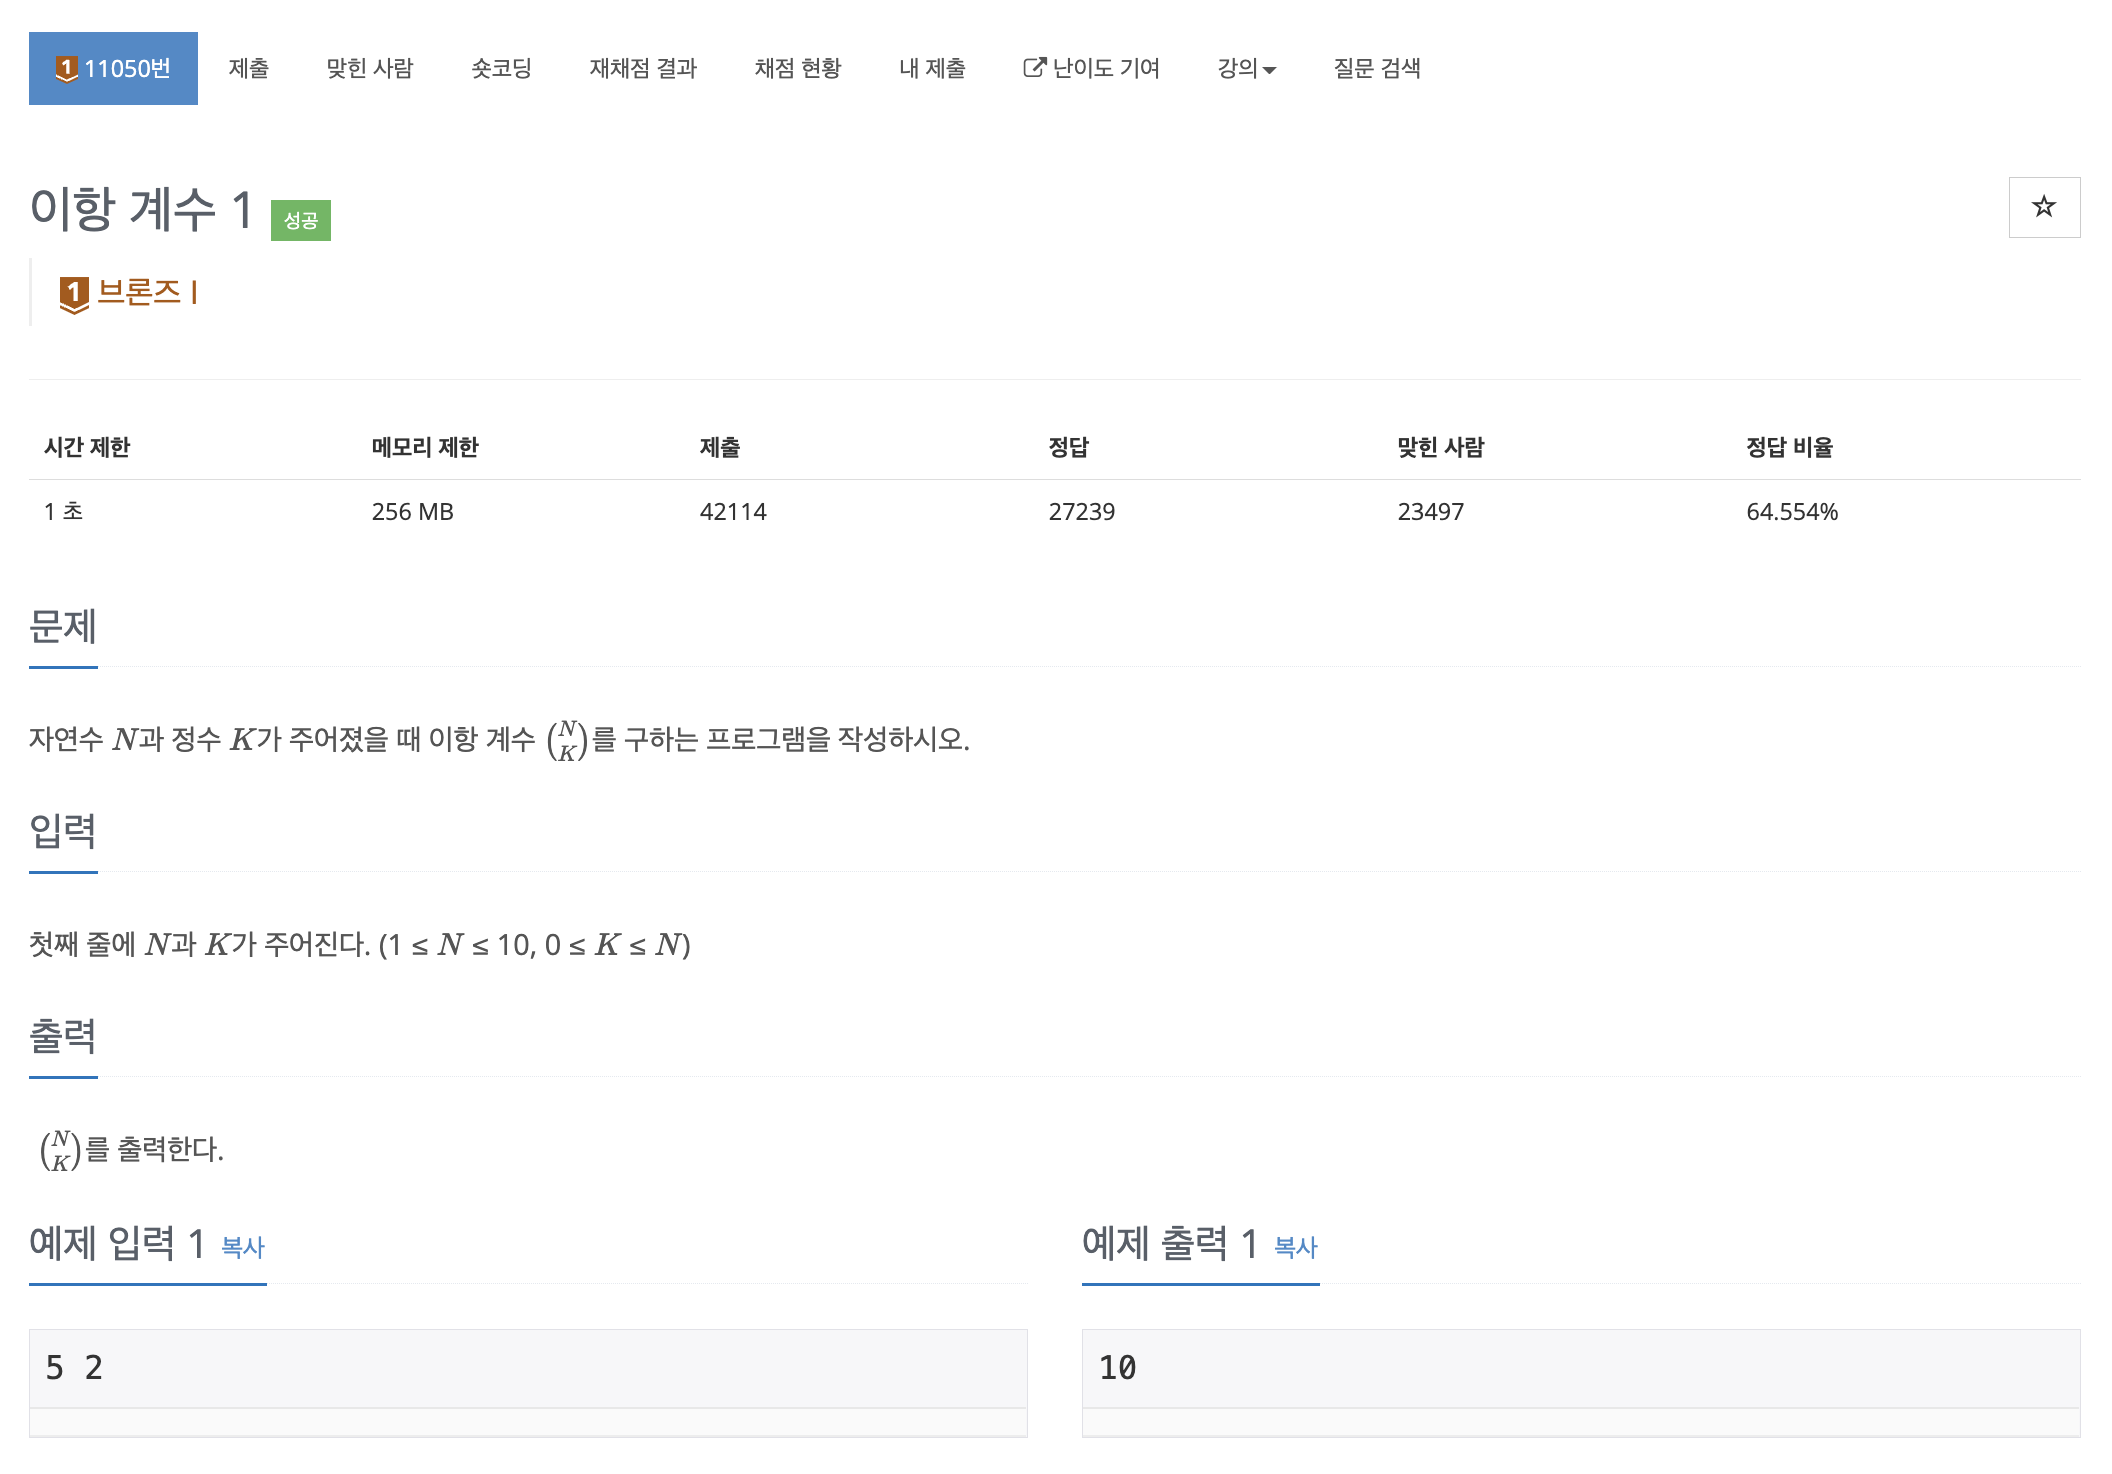 1 11050번 제출 맞힌 사람 숏코딩 재채점 결과 채점 현황 내 제출 난이도 기여 강의 질문 검색
이항 계수 1 성공
1 브론즈 I
시간 제한 메모리 제한 제출 정답 맞힌 사람 정답 비율
1 초 256 MB 42114 27239 23497 64.554%
문제
자연수 N과 정수 K가 주어졌을 때 이항 계수 (N K)를 구하는 프로그램을 작성하시오.
입력
첫째 줄에 N과 K가 주어진다. (1 ≤ N ≤ 10, 0 ≤ K ≤ N)
출력
(N K)를 출력한다.
예제 입력 1 복사
5 2
예제 출력 1 복사
10